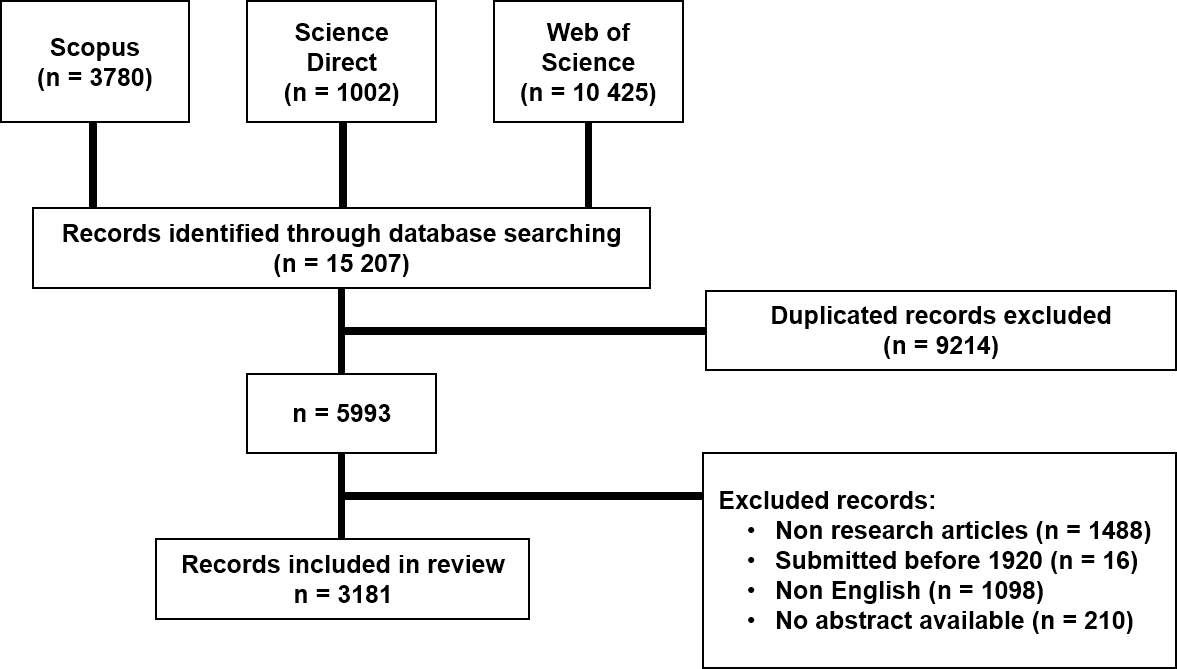 Scopus
(n = 3780)
Science
Direct
(n = 1002)
Web of
Science
(n = 10 425)
Records identified through database searching
(n = 15 207)
Duplicated records excluded
(n = 9214)
n = 5993
Excluded records:
• Non research articles (n = 1488)
• Submitted before 1920 (n = 16)
• Non English (n = 1098)
• No abstract available (n = 210)
Records included in review
n = 3181